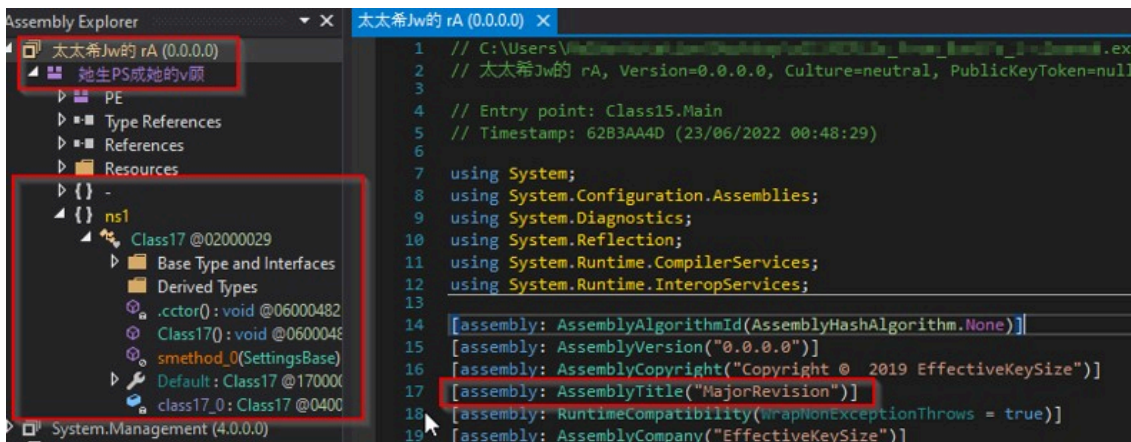 Assembly Explorer
太太希Jw的 rA (0.0.0.0)
她生PS成她的v顾
PE
Type References
References
Resources
{ } -
{ } ns1
Class17 @02000029
Base Type and Interfaces
Derived Types
.cctor() : void @06000482
Class17() : void @0600048
smethod_0(SettingsBase)
Default : Class17 @170000
class17_0 : Class17 @0400
System.Management (4.0.0.0)
太太希Jw的 rA (0.0.0.0) X
1 // C:\Users\
2 // 太太希Jw的 rA, Version=0.0.0.0, Culture=neutral, PublicKeyToken=null
3
4 // Entry point: Class15.Main
5 // Timestamp: 62B3AA4D (23/06/2022 00:48:29)
6
7 using System;
8 using System.Configuration.Assemblies;
9 using System.Diagnostics;
10 using System.Reflection;
11 using System.Runtime.CompilerServices;
12 using System.Runtime.InteropServices;
13
14 [assembly: AssemblyAlgorithmId(AssemblyHashAlgorithm.None)]
15 [assembly: AssemblyVersion("0.0.0.0")]
16 [assembly: AssemblyCopyright("Copyright © 2019 EffectiveKeySize")]
17 [assembly: AssemblyTitle("MajorRevision")]
18 [assembly: RuntimeCompatibility(WrapNonExceptionThrows = true)]
19 [assembly: AssemblyCompany("EffectiveKeySize")]